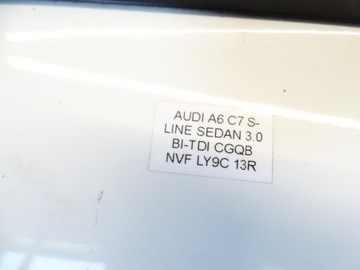 AUDI A6 C7 S-
LINE SEDAN 3.0
BI-TDI CGQB
NVF LY9C 13R